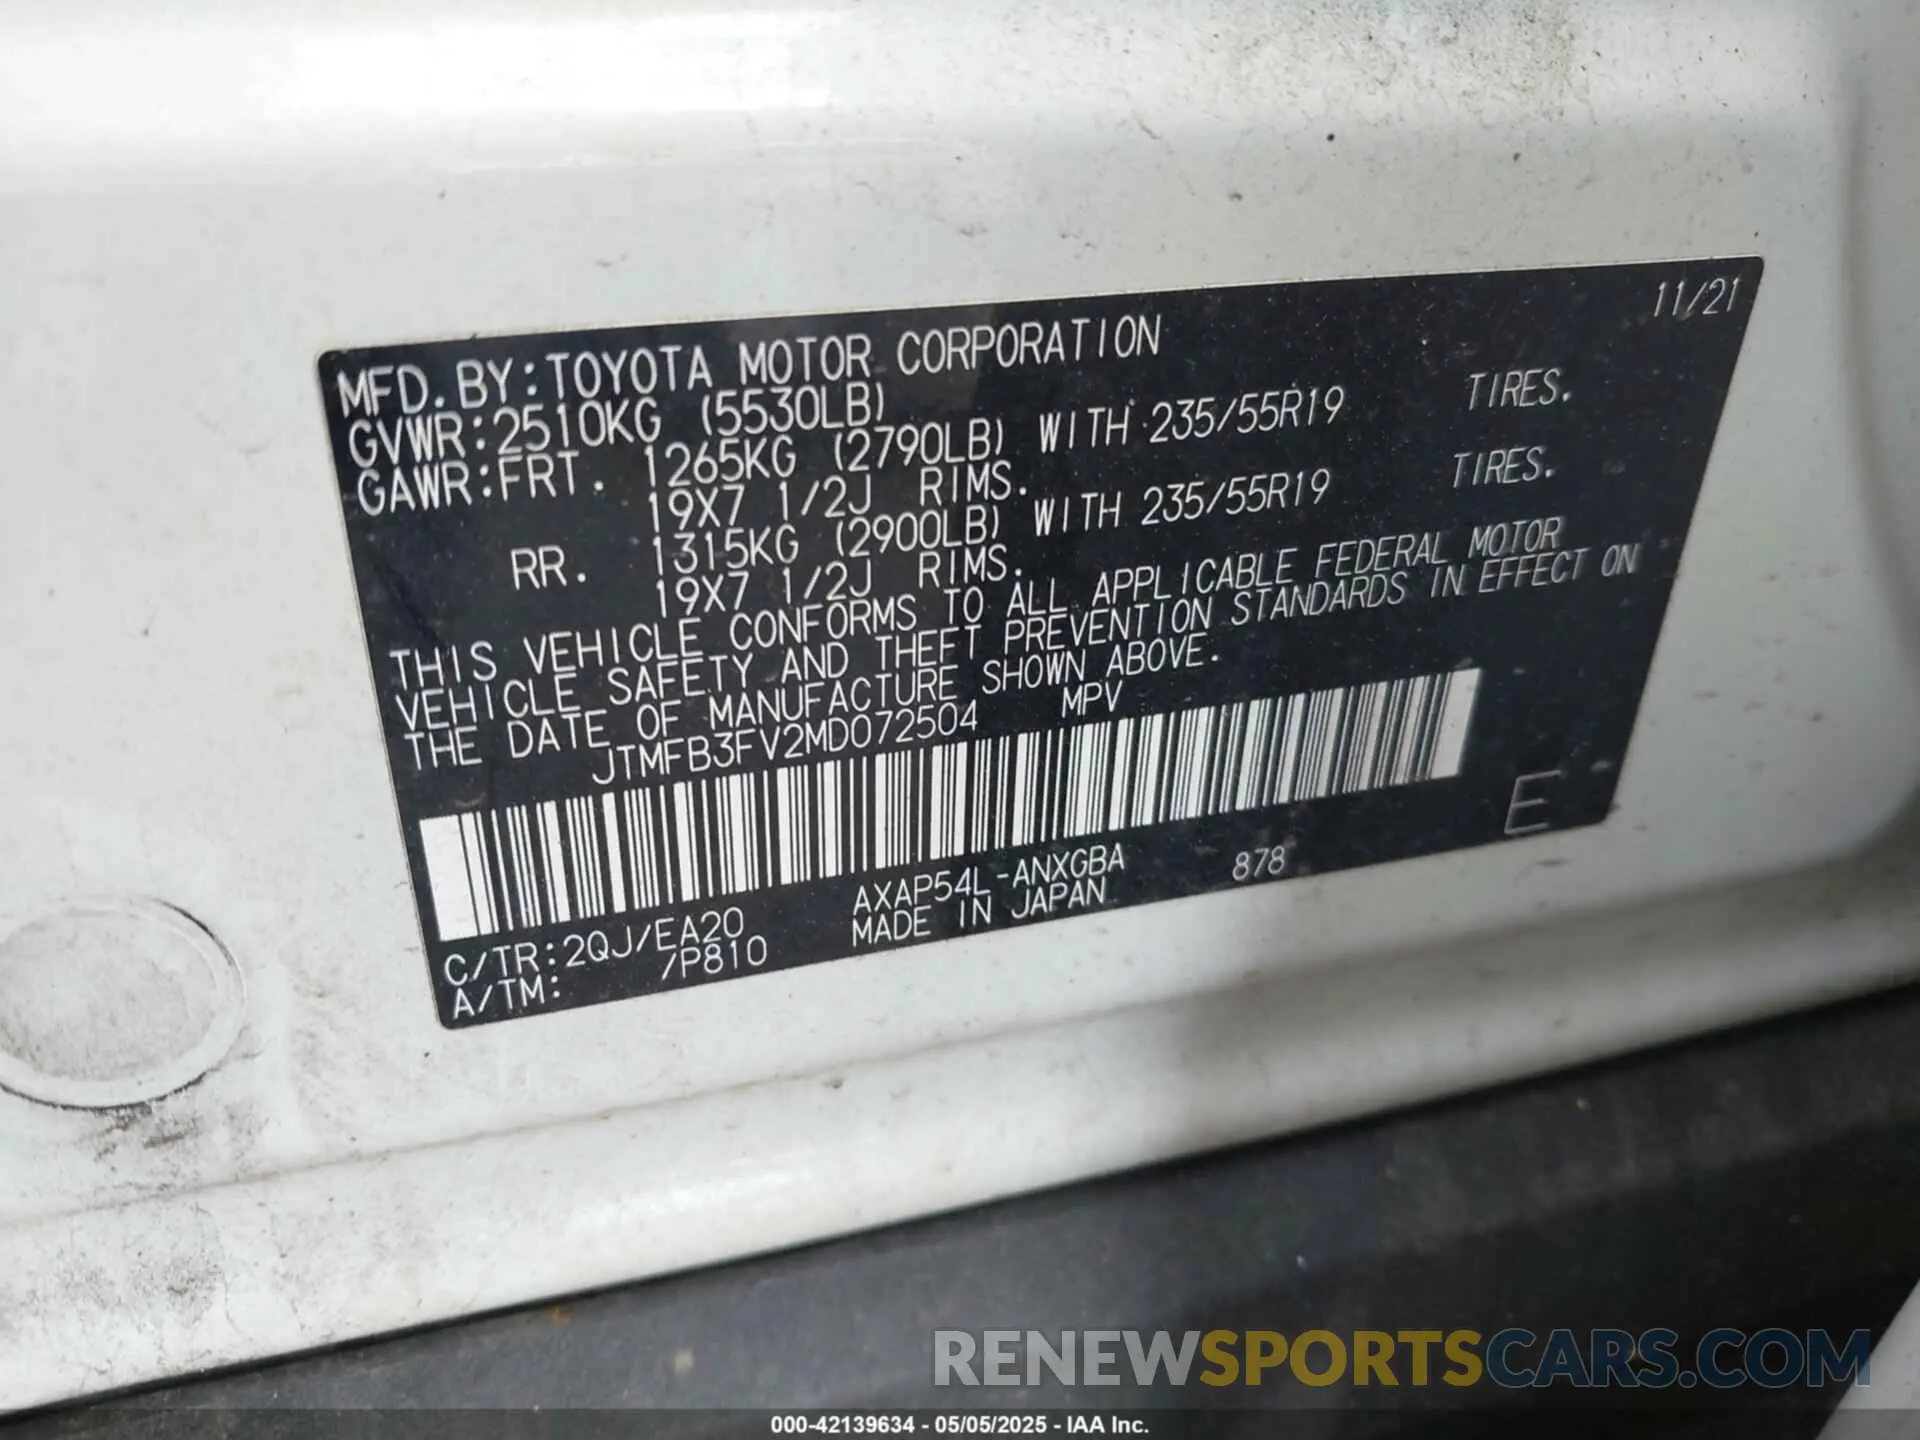 11/21
MFD. BY: TOYOTA MOTOR CORPORATION
GVWR: 2510KG (5530LB)
GAWR: FRT. 1265KG (2790LB) WITH 235/55R19 TIRES.
19X7 1/2J RIMS.
RR. 1315KG (2900LB) WITH 235/55R19 TIRES.
19X7 1/2J RIMS.
THIS VEHICLE CONFORMS TO ALL APPLICABLE FEDERAL MOTOR
VEHICLE SAFETY AND THEFT PREVENTION STANDARDS IN EFFECT ON
THE DATE OF MANUFACTURE SHOWN ABOVE.
JTMFB3FV2MD072504 MPV
E
C/TR: 2QJ/EA20 AXAP54L-ANXGBA 878
A/TM: /P810 MADE IN JAPAN
RENEWSPORTSCARS.COM
000-42139634 - 05/05/2025 - IAA Inc.